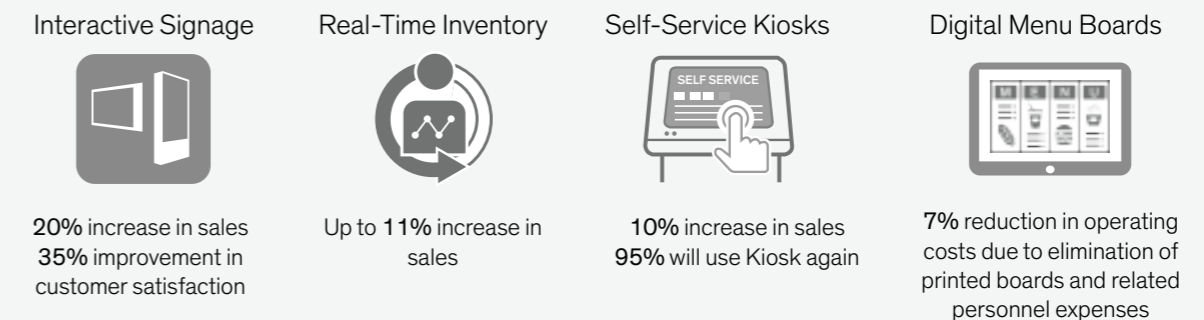 Interactive Signage
20% increase in sales
35% improvement in
customer satisfaction
Real-Time Inventory
Up to 11% increase in
sales
Self-Service Kiosks
SELF SERVICE
10% increase in sales
95% will use Kiosk again
Digital Menu Boards
M E N U
7% reduction in operating
costs due to elimination of
printed boards and related
personnel expenses